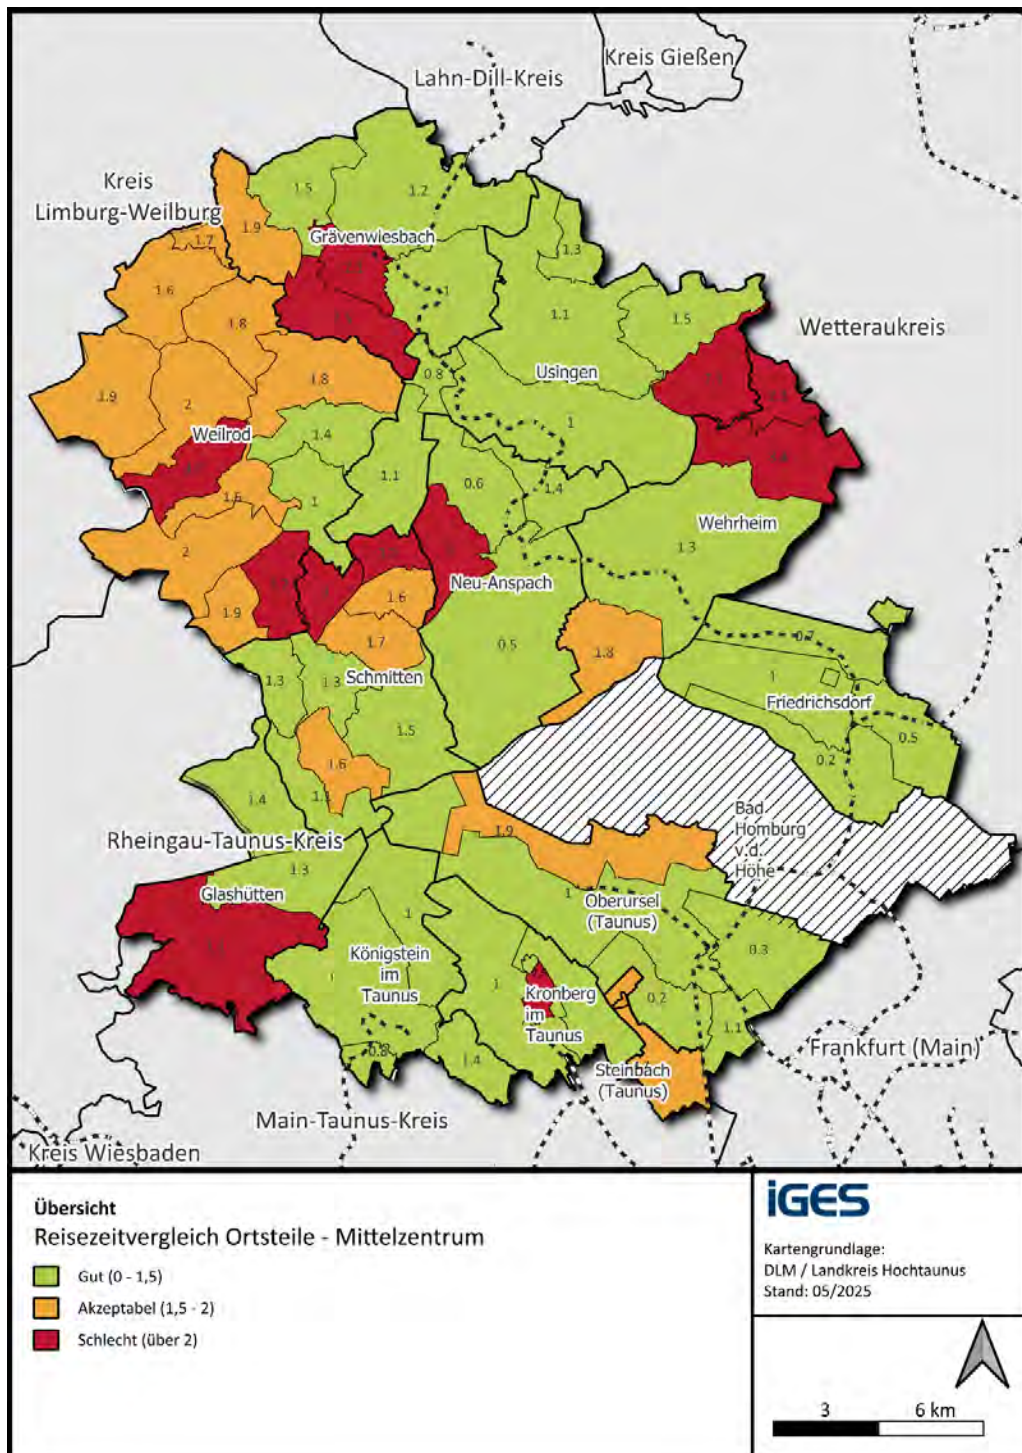 Kreis Gießen
Lahn-Dill-Kreis
Kreis
Limburg-Weilburg
1.5
1.2
1.9
1.7
Grävenwiesbach
1.3
1.6
1
1.8
1.1
1.5
Wetteraukreis
1.9
2
1.8
0.8
Usingen
1
Weilrod
1.4
1.1
0.6
1.4
1.6
1
Wehrheim
1.3
2
Neu-Anspach
1.9
1.6
1.7
0.5
1.8
0.7
1
Schmitten
1.3
1.3
Friedrichsdorf
1.5
0.5
0.2
1.6
1.1
1.4
Bad
Homburg
v.d.
Höhe
1.9
Rheingau-Taunus-Kreis
1.3
Glashütten
1
Oberursel
(Taunus)
1
Königstein
im
Taunus
0.3
1
Kronberg
im
Taunus
0.2
1.1
0.8
1.4
Steinbach
(Taunus)
Frankfurt (Main)
Main-Taunus-Kreis
Kreis Wiesbaden
Übersicht
Reisezeitvergleich Ortsteile - Mittelzentrum
Gut (0 - 1,5)
Akzeptabel (1,5 - 2)
Schlecht (über 2)
iGES
Kartengrundlage:
DLM / Landkreis Hochtaunus
Stand: 05/2025
3 6 km